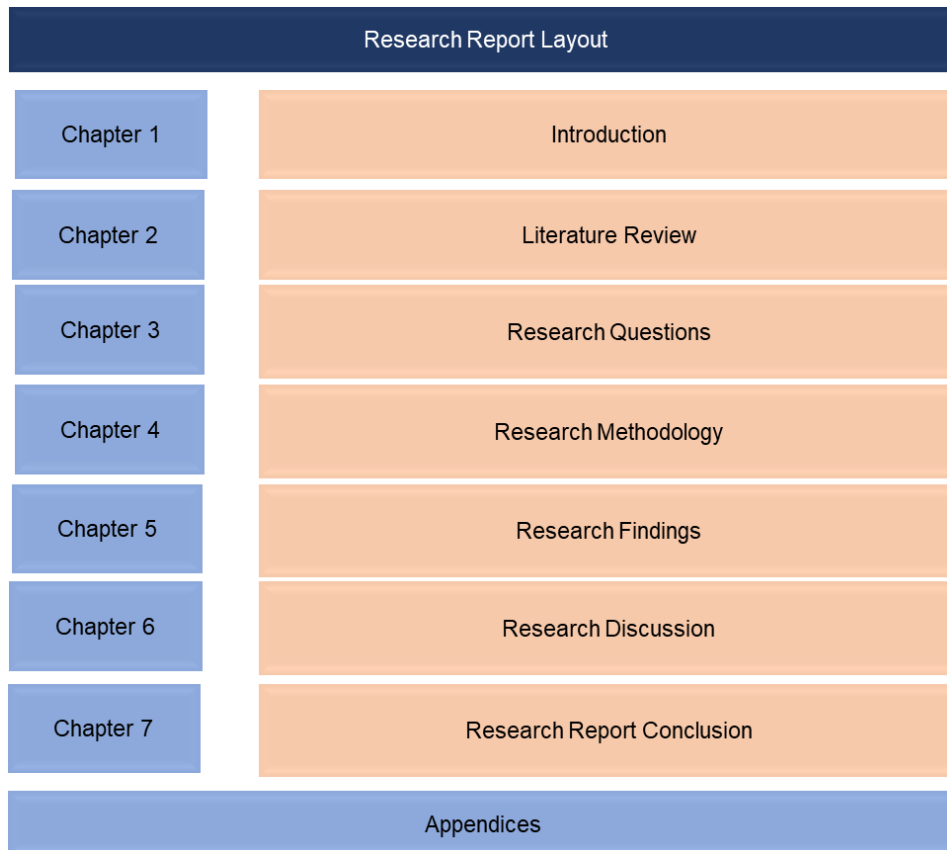 Research Report Layout
Chapter 1
Introduction
Chapter 2
Literature Review
Chapter 3
Research Questions
Chapter 4
Research Methodology
Chapter 5
Research Findings
Chapter 6
Research Discussion
Chapter 7
Research Report Conclusion
Appendices